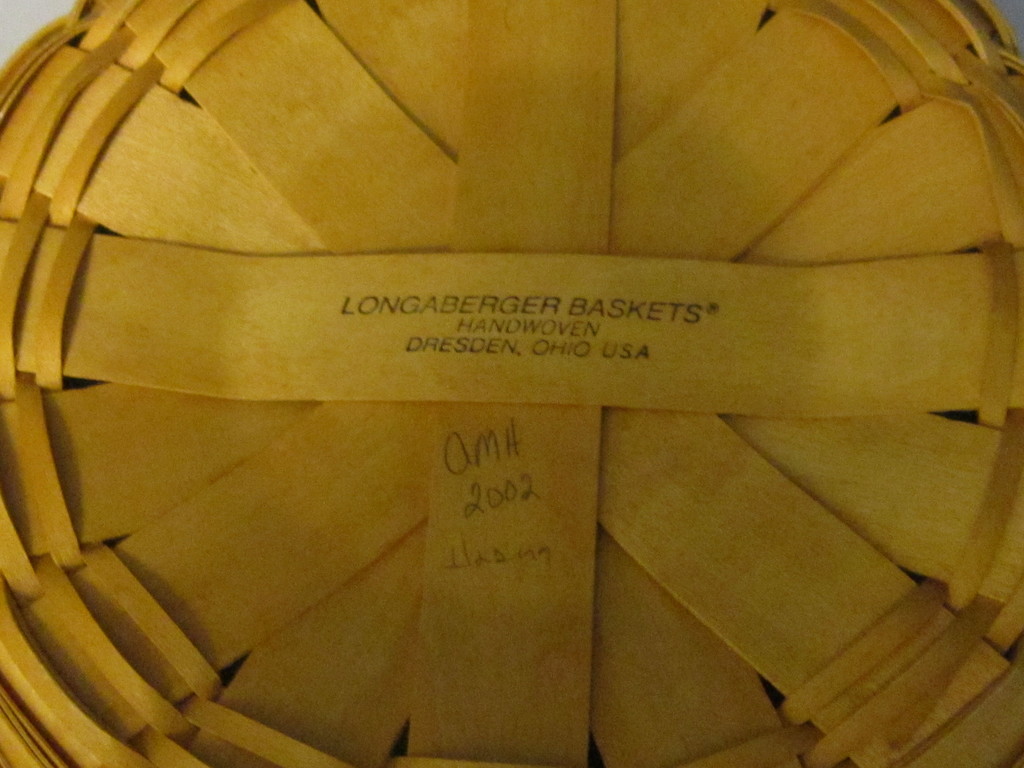 LONGABERGER BASKETS®
HANDWOVEN
DRESDEN, OHIO USA
AMH
2002